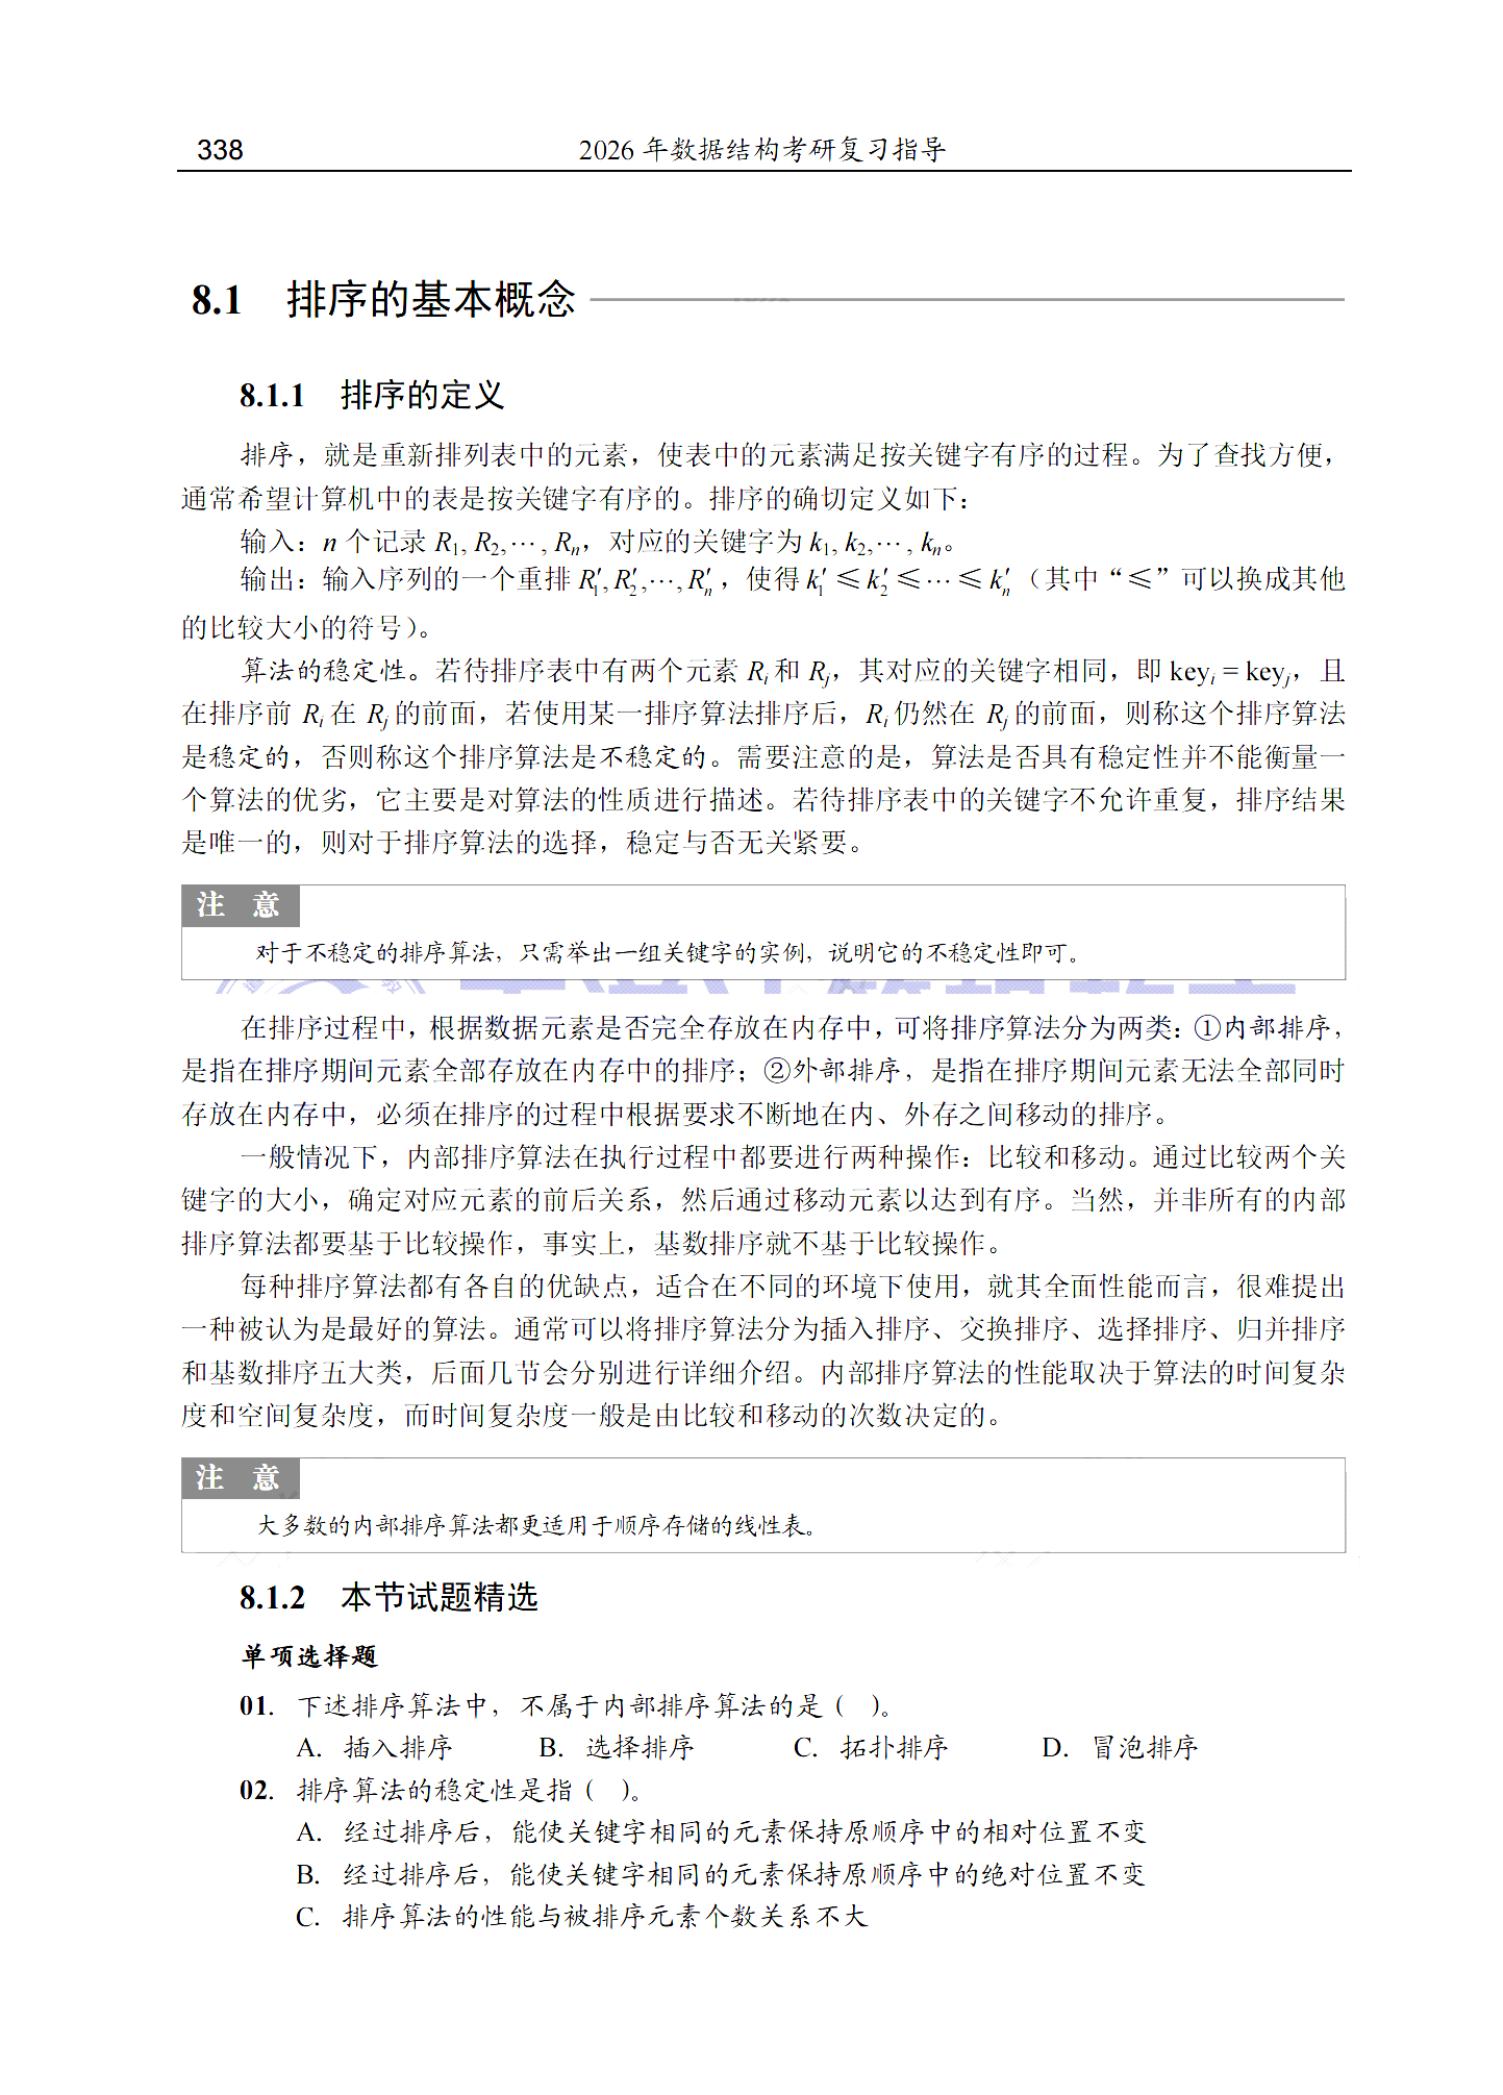 338
2026 年数据结构考研复习指导
8.1 排序的基本概念
8.1.1 排序的定义
排序，就是重新排列表中的元素，使表中的元素满足按关键字有序的过程。为了查找方便，
通常希望计算机中的表是按关键字有序的。排序的确切定义如下：
输入：n 个记录 R₁, R₂,⋯, Rₙ，对应的关键字为 k₁, k₂,⋯, kₙ。
输出：输入序列的一个重排 R₁′, R₂′,⋯, Rₙ′，使得 k₁′≤k₂′≤⋯≤kₙ′（其中“≤”可以换成其他
的比较大小的符号）。
算法的稳定性。若待排序表中有两个元素 Rᵢ 和 Rⱼ，其对应的关键字相同，即 keyᵢ = keyⱼ，且
在排序前 Rᵢ 在 Rⱼ 的前面，若使用某一排序算法排序后，Rᵢ 仍然在 Rⱼ 的前面，则称这个排序算法
是稳定的，否则称这个排序算法是不稳定的。需要注意的是，算法是否具有稳定性并不能衡量一
个算法的优劣，它主要是对算法的性质进行描述。若待排序表中的关键字不允许重复，排序结果
是唯一的，则对于排序算法的选择，稳定与否无关紧要。
注 意
对于不稳定的排序算法，只需举出一组关键字的实例，说明它的不稳定性即可。
在排序过程中，根据数据元素是否完全存放在内存中，可将排序算法分为两类：①内部排序，
是指在排序期间元素全部存放在内存中的排序；②外部排序，是指在排序期间元素无法全部同时
存放在内存中，必须在排序的过程中根据要求不断地在内、外存之间移动的排序。
一般情况下，内部排序算法在执行过程中都要进行两种操作：比较和移动。通过比较两个关
键字的大小，确定对应元素的前后关系，然后通过移动元素以达到有序。当然，并非所有的内部
排序算法都要基于比较操作，事实上，基数排序就不基于比较操作。
每种排序算法都有各自的优缺点，适合在不同的环境下使用，就其全面性能而言，很难提出
一种被认为是最好的算法。通常可以将排序算法分为插入排序、交换排序、选择排序、归并排序
和基数排序五大类，后面几节会分别进行详细介绍。内部排序算法的性能取决于算法的时间复杂
度和空间复杂度，而时间复杂度一般是由比较和移动的次数决定的。
注 意
大多数的内部排序算法都更适用于顺序存储的线性表。
8.1.2 本节试题精选
单项选择题
01. 下述排序算法中，不属于内部排序算法的是（ ）。
A. 插入排序 B. 选择排序 C. 拓扑排序 D. 冒泡排序
02. 排序算法的稳定性是指（ ）。
A. 经过排序后，能使关键字相同的元素保持原顺序中的相对位置不变
B. 经过排序后，能使关键字相同的元素保持原顺序中的绝对位置不变
C. 排序算法的性能与被排序元素个数关系不大